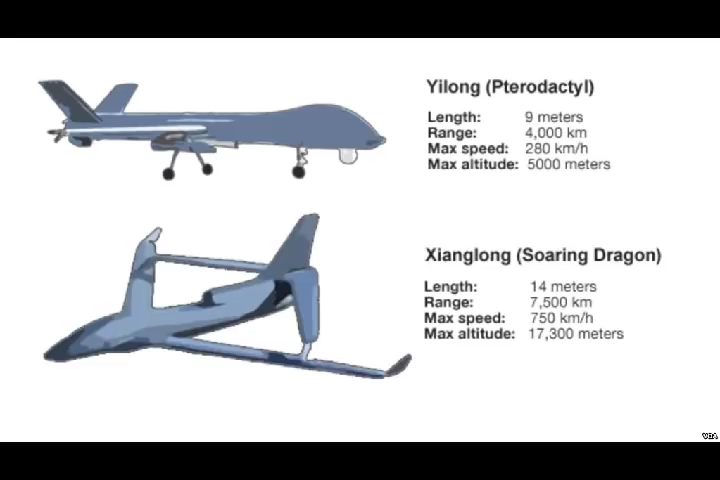 Yilong (Pterodactyl)
Length: 9 meters
Range: 4,000 km
Max speed: 280 km/h
Max altitude: 5000 meters
Xianglong (Soaring Dragon)
Length: 14 meters
Range: 7,500 km
Max speed: 750 km/h
Max altitude: 17,300 meters
VOA